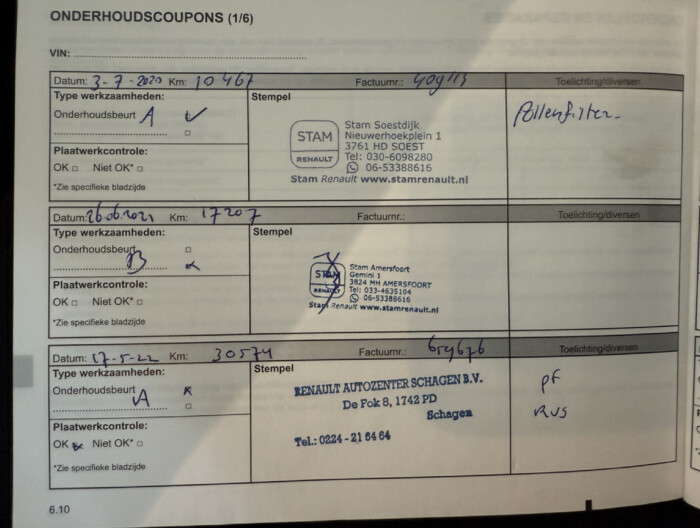 ONDERHOUDSCOUPONS (1/6)
VIN:
Datum: 3-7-2020 Km: 10467 Factuurnr.: 409113 Toelichting/diversen
Type werkzaamheden:
Stempel
Onderhoudsbeurt A
Pollenfilter
Plaatwerkcontrole:
OK Niet OK*
*Zie specifieke bladzijde
STAM
RENAULT
Stam Soestdijk
Nieuwerhoekplein 1
3761 HD SOEST
Tel: 030-6098280
06-53388616
Stam Renault www.stamrenault.nl
Datum: 26.06.2021 Km: 17207 Factuurnr.: Toelichting/diversen
Type werkzaamheden:
Stempel
Onderhoudsbeurt
B
Plaatwerkcontrole:
OK Niet OK*
*Zie specifieke bladzijde
STAM
RENAULT
Stam Amersfoort
Gemini 1
3824 MH AMERSFOORT
Tel: 033-4635104
06-53388616
Stam Renault www.stamrenault.nl
Datum: 17-5-22 Km: 30574 Factuurnr.: 659676 Toelichting/diversen
Type werkzaamheden:
Stempel
Onderhoudsbeurt
A
Plaatwerkcontrole:
OK Niet OK*
*Zie specifieke bladzijde
RENAULT AUTOZENTER SCHAGEN B.V.
De Fok 8, 1742 PD
Schagen
Tel.: 0224-21 64 64
PF
RVS
6.10